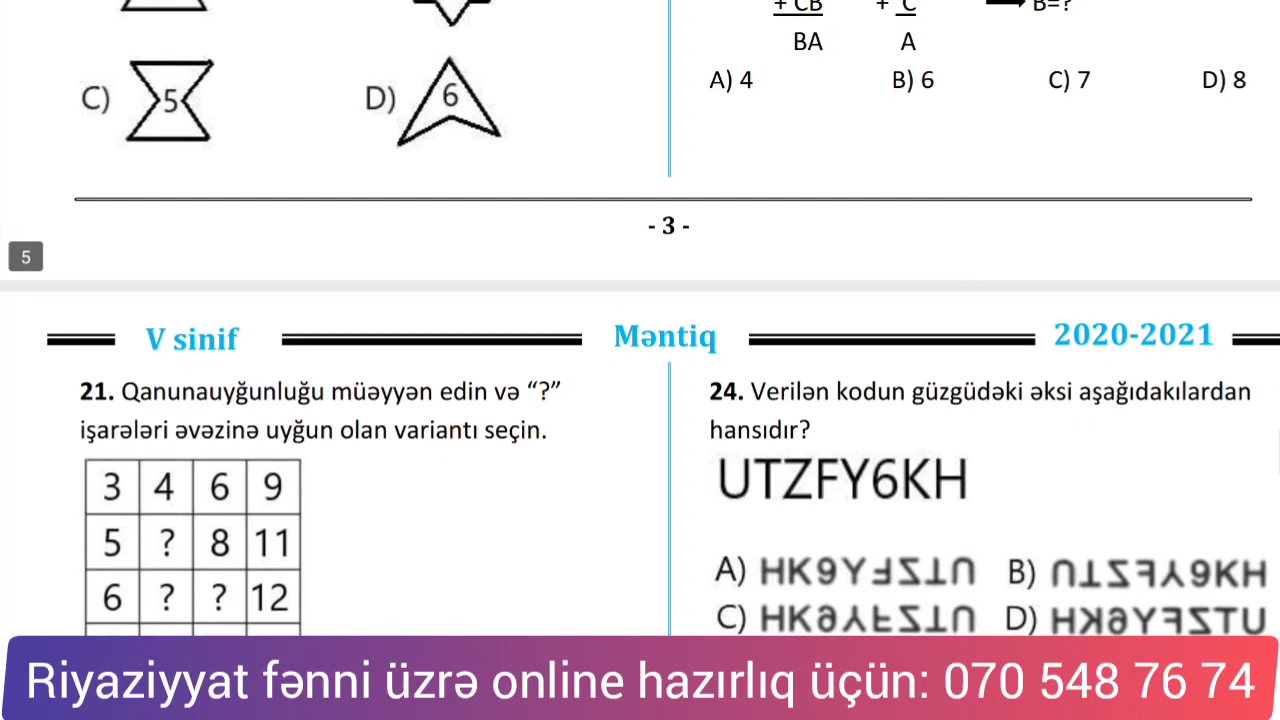 + CB + C B=?
BA A
C) 5 D) 6
A) 4 B) 6 C) 7 D) 8
- 3 -
5
V sinif Məntiq 2020-2021
21. Qanunauyğunluğu müəyyən edin və “?”
işarələri əvəzinə uyğun olan variantı seçin.
3 4 6 9
5 ? 8 11
6 ? ? 12
24. Verilən kodun güzgüdəki əksi aşağıdakılardan
hansıdır?
UTZFY6KH
A)
B)
C)
D)
Riyaziyyat fənni üzrə online hazırlıq üçün: 070 548 76 74